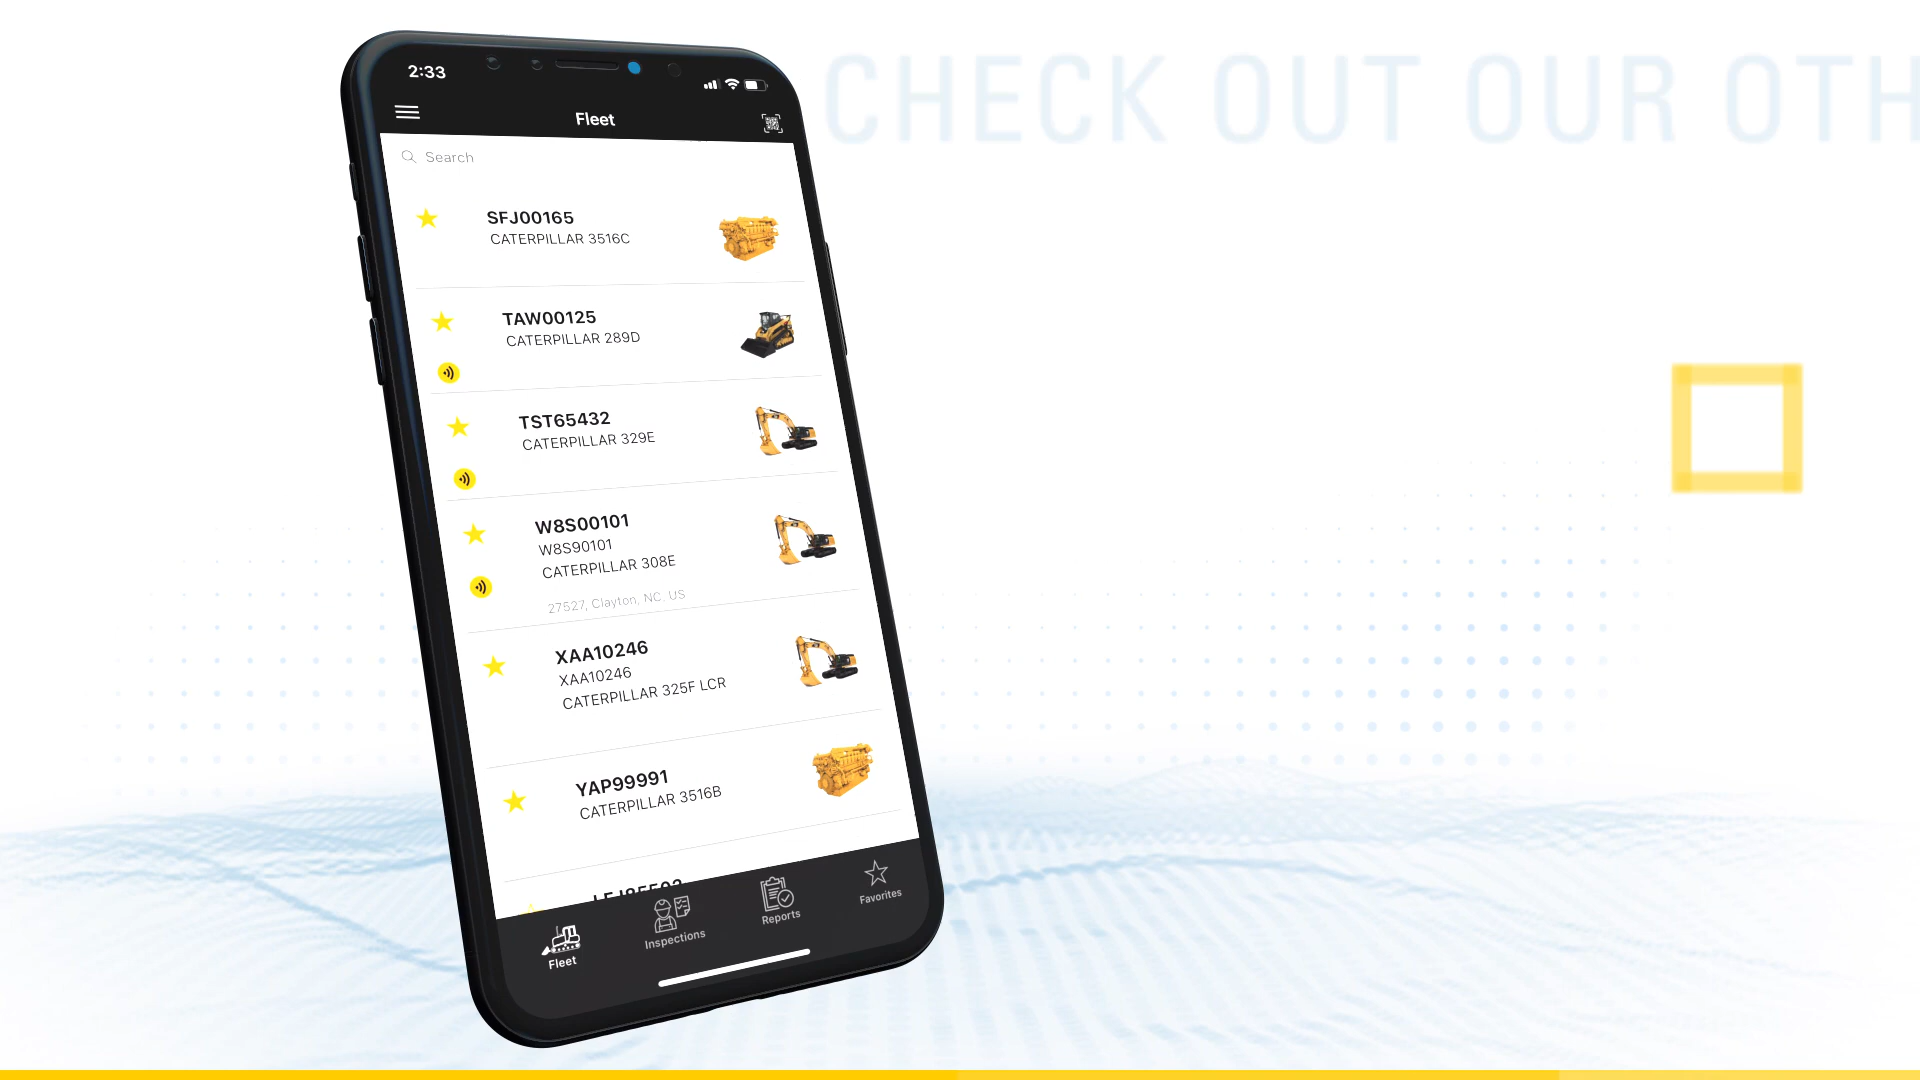 CHECK OUT OUR OTH
2:33
Fleet
Search
SFJ00165
CATERPILLAR 3516C
TAW00125
CATERPILLAR 289D
TST65432
CATERPILLAR 329E
W8S00101
W8S90101
CATERPILLAR 308E
27527, Clayton, NC, US
XAA10246
XAA10246
CATERPILLAR 325F LCR
YAP99991
CATERPILLAR 3516B
Fleet
Inspections
Reports
Favorites